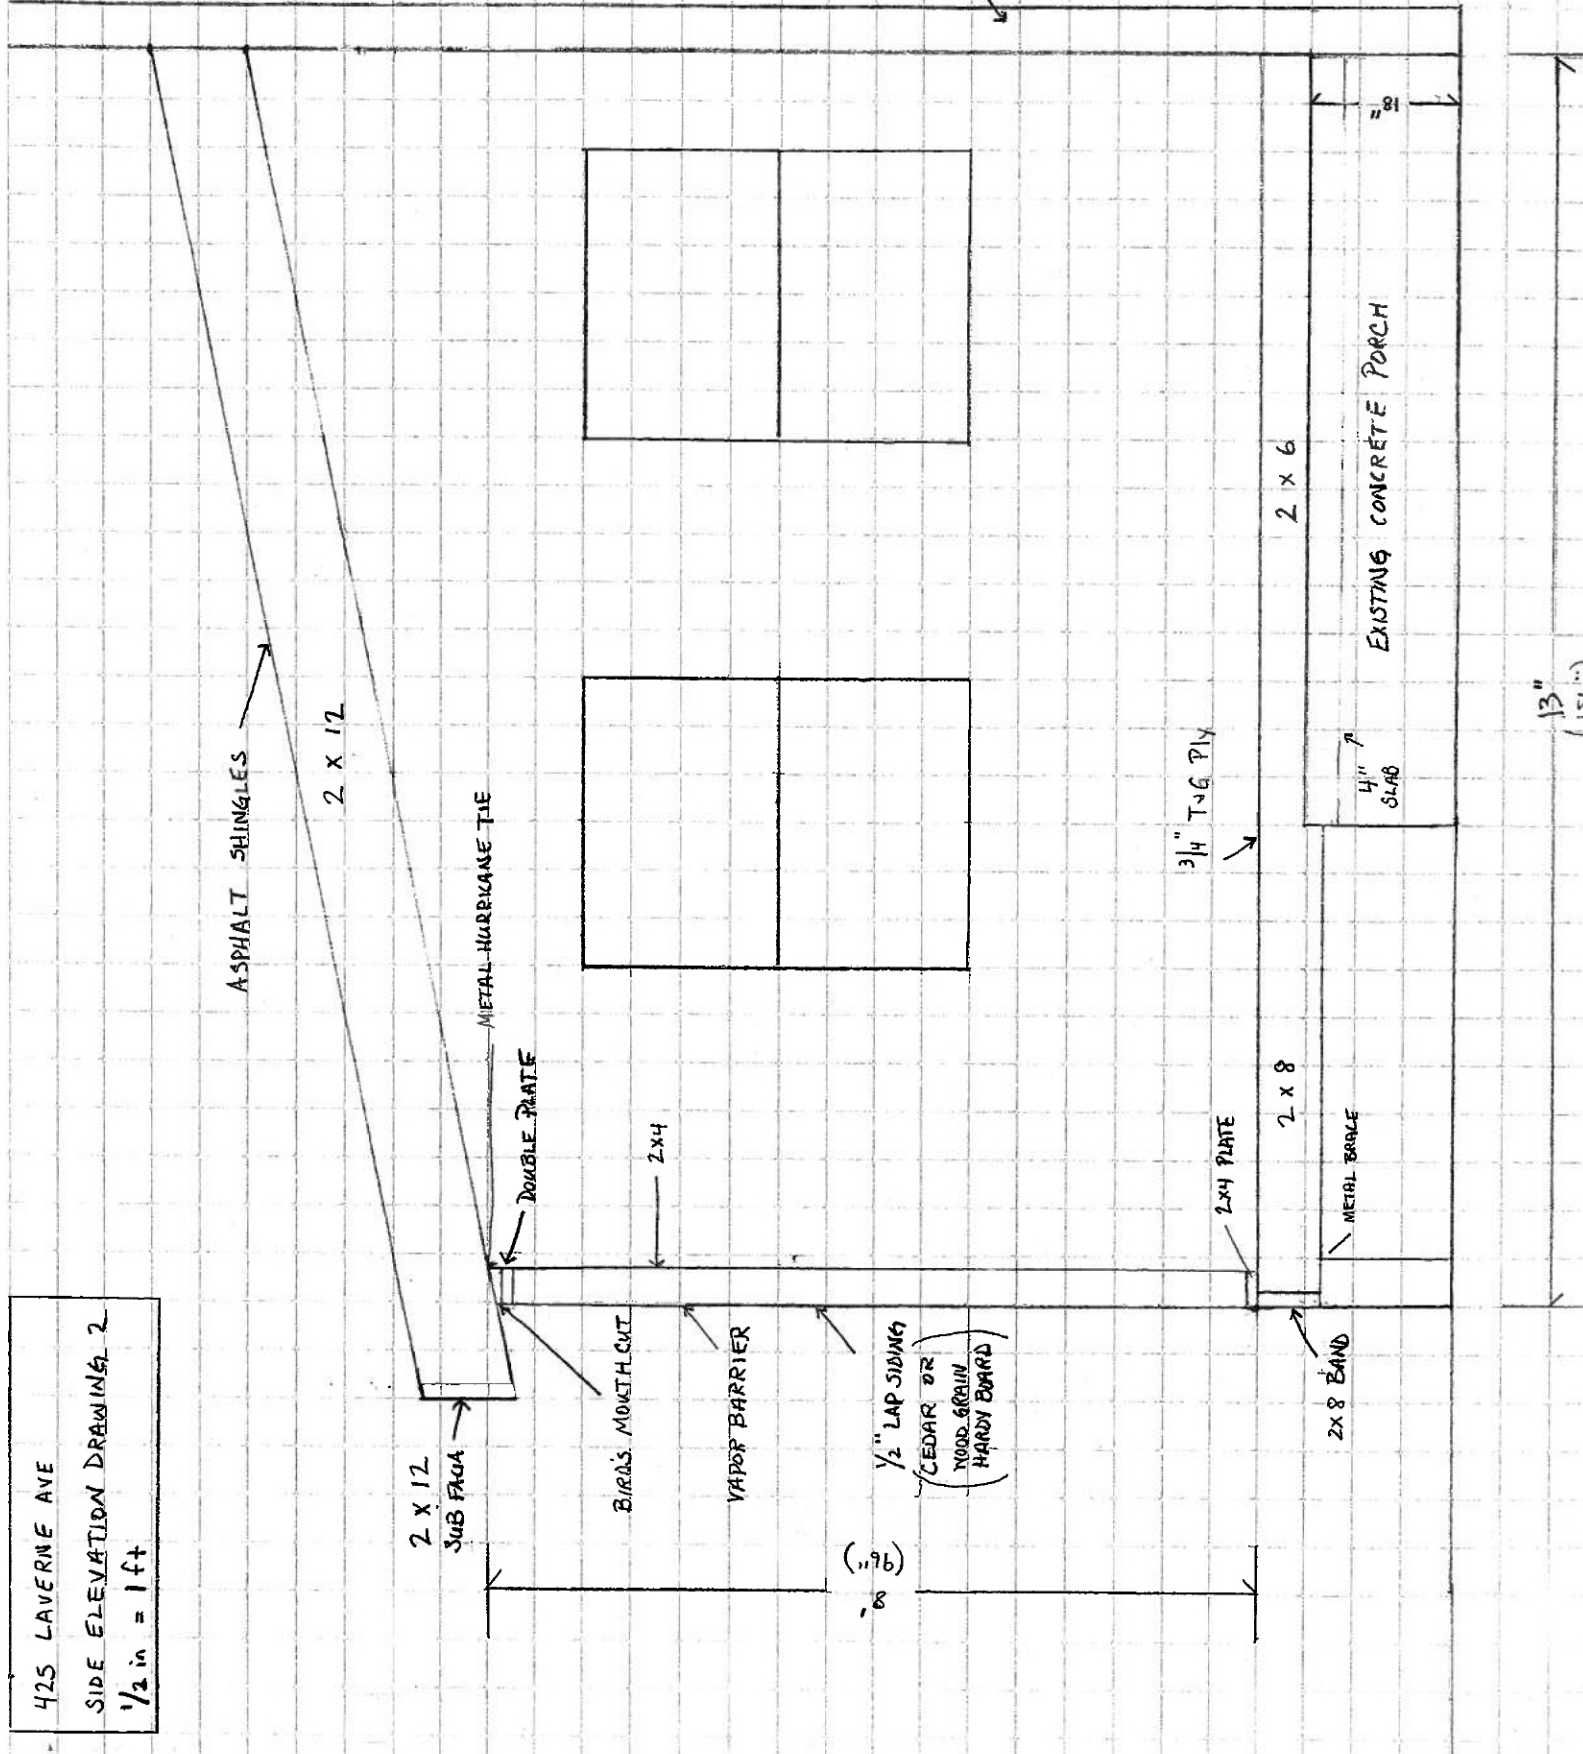 425 LAVERNE AVE
SIDE ELEVATION DRAWING 2
1/2 in = 1 ft
ASPHALT SHINGLES
2 x 12
METAL HURRICANE TIE
DOUBLE PLATE
2x4
2 x 12
SUB FACIA
BIRD'S MOUTH CUT
VAPOR BARRIER
1/2" LAP SIDING
(CEDAR OR
WOOD GRAIN
HARDY BOARD)
8'
(96")
3/4" T&G Ply
2x4 PLATE
2 x 6
2 x 8
METAL BRACE
2x8 BAND
EXISTING CONCRETE PORCH
4"
SLAB
18"
13"